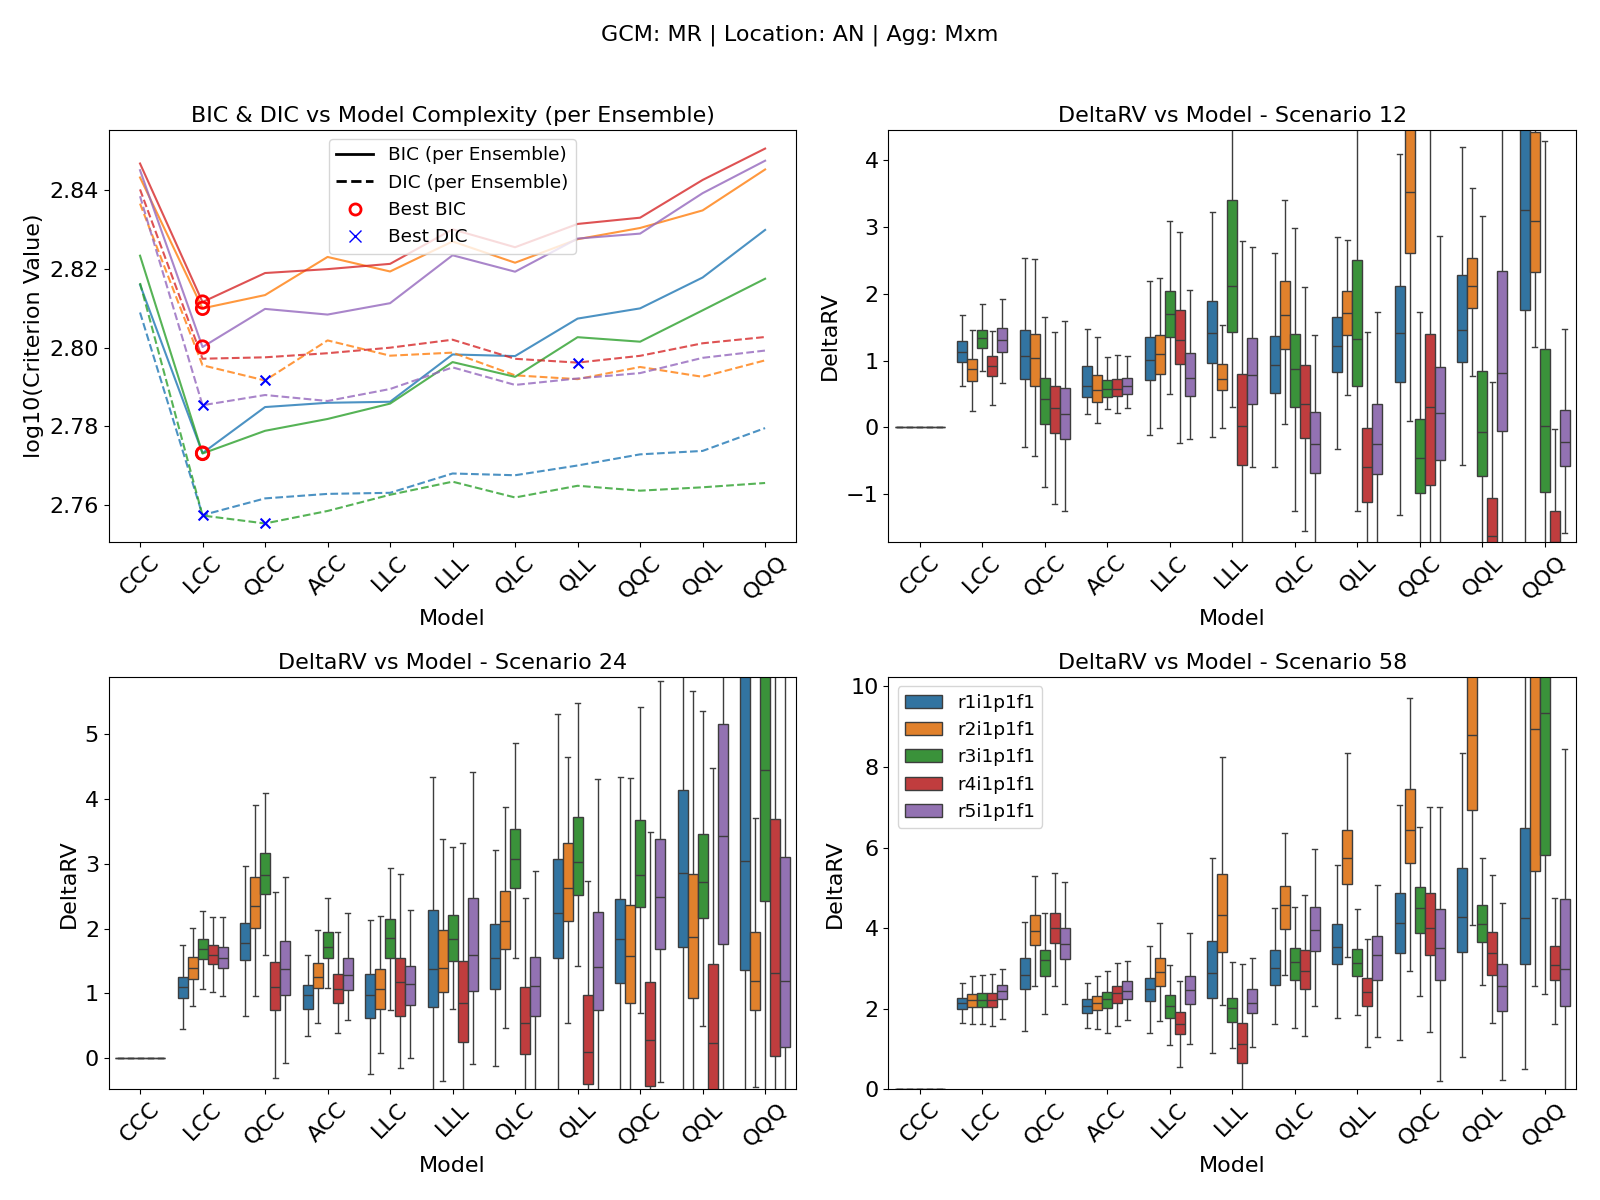 GCM: MR | Location: AN | Agg: Mxm
BIC & DIC vs Model Complexity (per Ensemble)
log10(Criterion Value)
2.84
2.82
2.80
2.78
2.76
BIC (per Ensemble)
DIC (per Ensemble)
Best BIC
Best DIC
CCC LCC QCC ACC LLC LLL QLC QLL QQC QQL QQQ
Model
DeltaRV vs Model - Scenario 12
DeltaRV
4
3
2
1
0
−1
CCC LCC QCC ACC LLC LLL QLC QLL QQC QQL QQQ
Model
DeltaRV vs Model - Scenario 24
DeltaRV
5
4
3
2
1
0
CCC LCC QCC ACC LLC LLL QLC QLL QQC QQL QQQ
Model
DeltaRV vs Model - Scenario 58
DeltaRV
10
8
6
4
2
0
r1i1p1f1
r2i1p1f1
r3i1p1f1
r4i1p1f1
r5i1p1f1
CCC LCC QCC ACC LLC LLL QLC QLL QQC QQL QQQ
Model